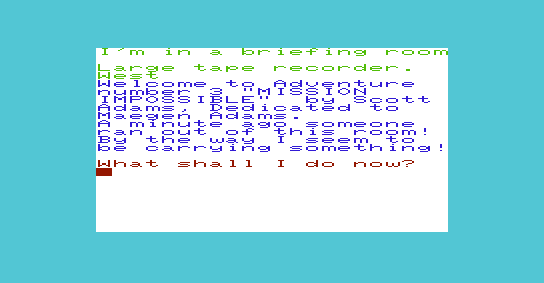 I'm in a briefing room
Large tape recorder.
West
Welcome to Adventure
number 3 "MISSION
IMPOSSIBLE", by Scott
Adams, Dedicated to
Maegen Adams.
A minute ago someone
ran out of this room!
By the way I seem to
be carrying something!
What shall I do now?